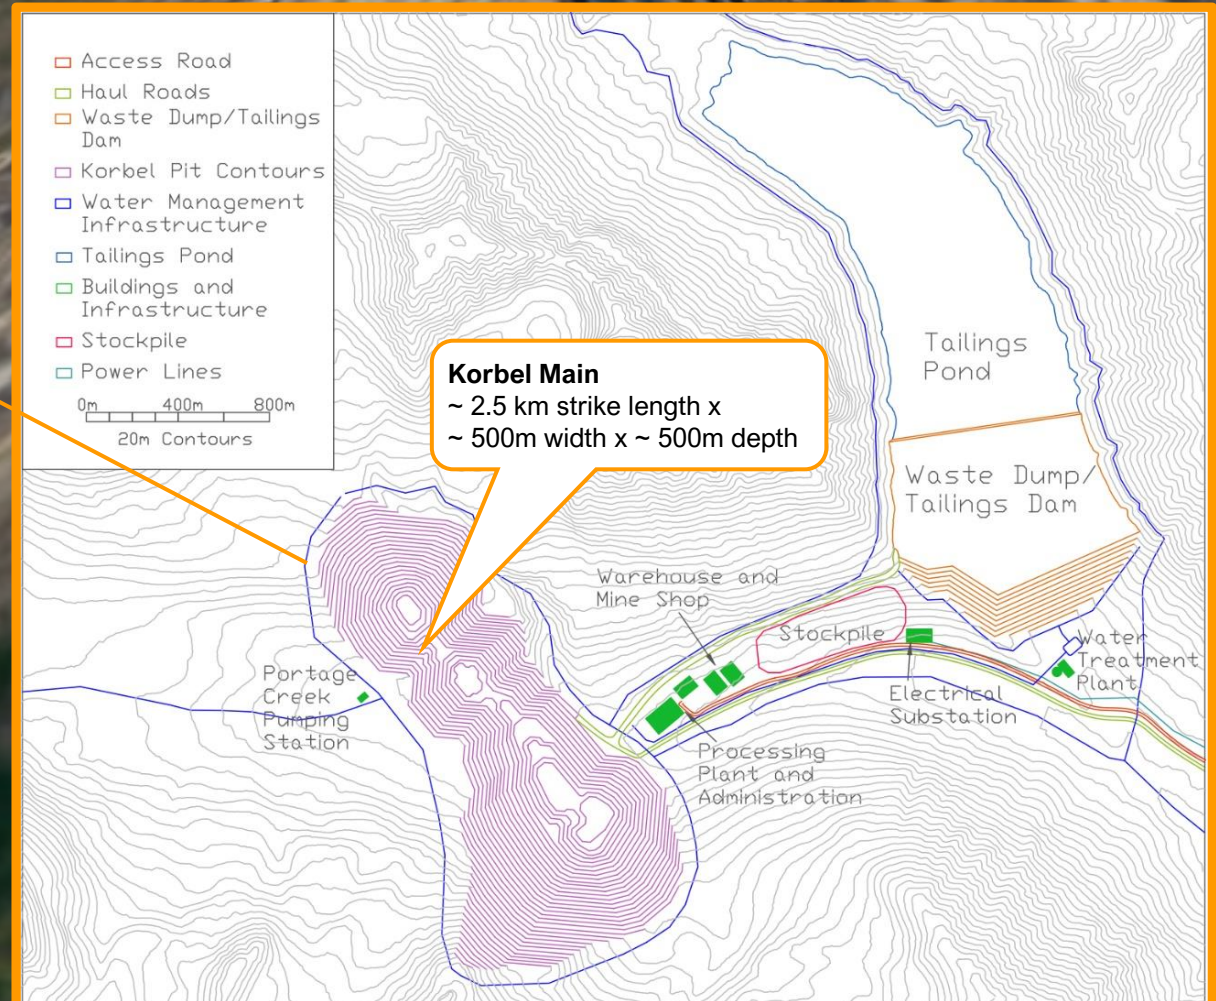 Access Road
Haul Roads
Waste Dump/Tailings
Dam
Korbel Pit Contours
Water Management
Infrastructure
Tailings Pond
Buildings and
Infrastructure
Stockpile
Power Lines
0m 400m 800m
20m Contours
Tailings
Pond
Korbel Main
~ 2.5 km strike length x
~ 500m width x ~ 500m depth
Waste Dump/
Tailings Dam
Warehouse and
Mine Shop
Stockpile
Water
Treatment
Plant
Portage
Creek
Pumping
Station
Electrical
Substation
Processing
Plant and
Administration